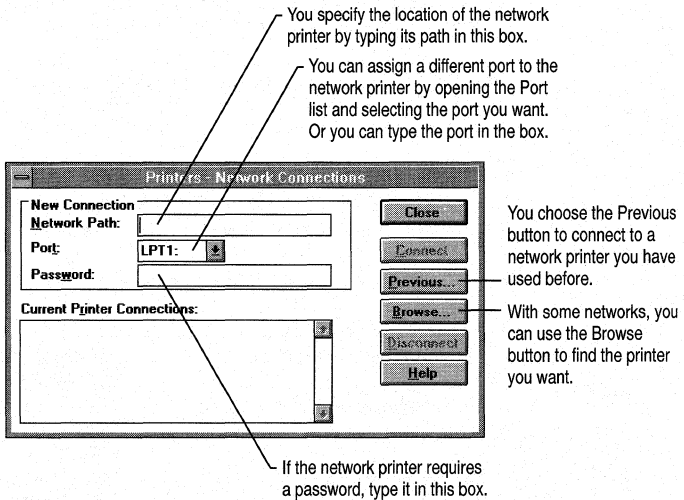 You specify the location of the network
printer by typing its path in this box.
You can assign a different port to the
network printer by opening the Port
list and selecting the port you want.
Or you can type the port in the box.
Printers - Network Connections
New Connection
Network Path:
Port:
LPT1:
Password:
Current Printer Connections:
Close
Connect
Previous...
Browse...
Disconnect
Help
You choose the Previous
button to connect to a
network printer you have
used before.
With some networks, you
can use the Browse
button to find the printer
you want.
If the network printer requires
a password, type it in this box.